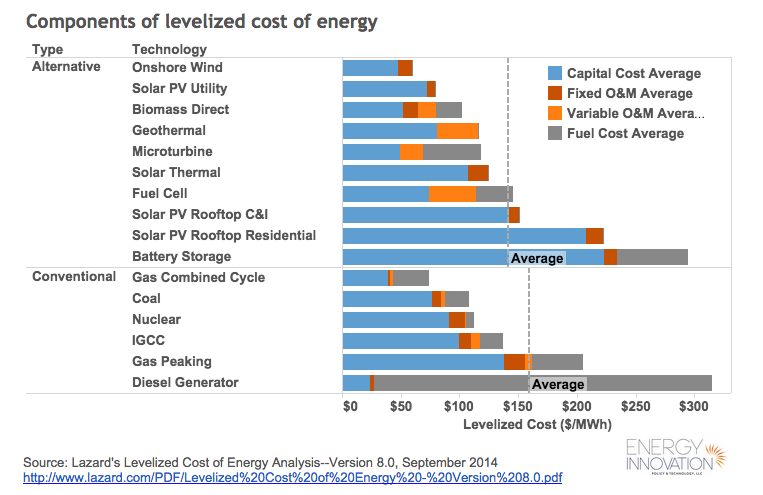 Components of levelized cost of energy
Type Technology
Alternative Onshore Wind
Solar PV Utility
Biomass Direct
Geothermal
Microturbine
Solar Thermal
Fuel Cell
Solar PV Rooftop C&I
Solar PV Rooftop Residential
Battery Storage
Capital Cost Average
Fixed O&M Average
Variable O&M Avera...
Fuel Cost Average
Average
Conventional Gas Combined Cycle
Coal
Nuclear
IGCC
Gas Peaking
Diesel Generator
Average
$0 $50 $100 $150 $200 $250 $300
Levelized Cost ($/MWh)
ENERGY
INNOVATION
POLICY & TECHNOLOGY, LLC
Source: Lazard's Levelized Cost of Energy Analysis--Version 8.0, September 2014
http://www.lazard.com/PDF/Levelized%20Cost%20of%20Energy%20-%20Version%208.0.pdf